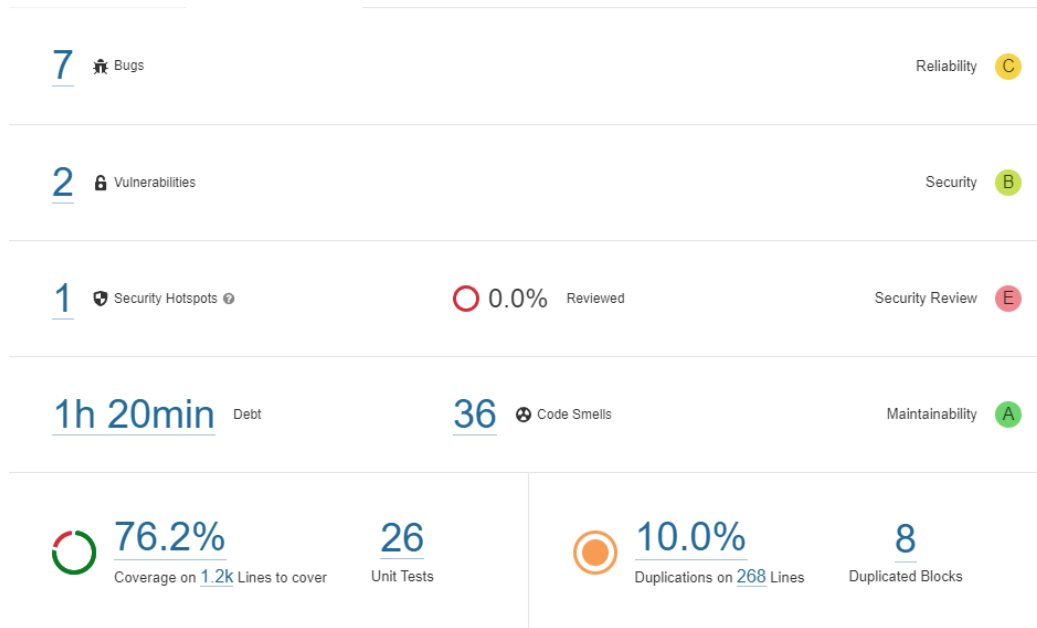 7 Bugs Reliability C
2 Vulnerabilities Security B
1 Security Hotspots ? 0.0% Reviewed Security Review E
1h 20min Debt 36 Code Smells Maintainability A
76.2% 26 10.0% 8
Coverage on 1.2k Lines to cover Unit Tests Duplications on 268 Lines Duplicated Blocks